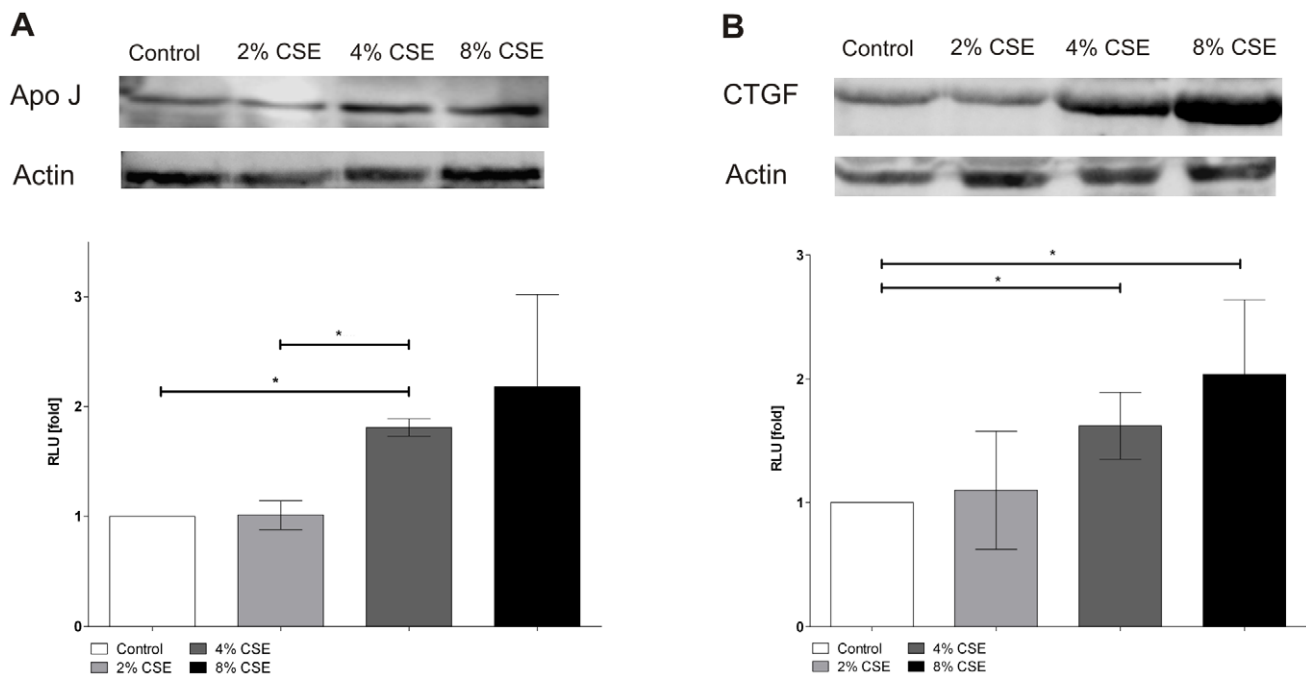 A
Control 2% CSE 4% CSE 8% CSE
Apo J
Actin
3
2
1
0
RLU [fold]
*
*
Control 4% CSE
2% CSE 8% CSE
B
Control 2% CSE 4% CSE 8% CSE
CTGF
Actin
3
2
1
0
RLU [fold]
*
*
Control 4% CSE
2% CSE 8% CSE